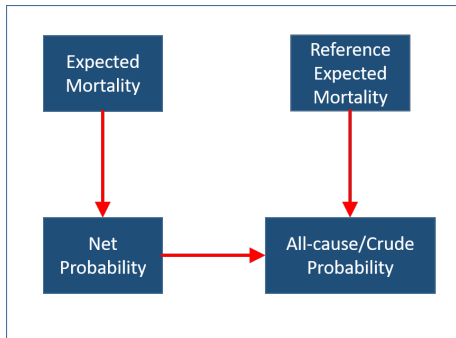 Expected
Mortality
Reference
Expected
Mortality
Net
Probability
All-cause/Crude
Probability